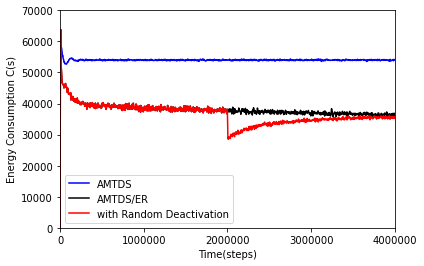 70000
60000
50000
40000
30000
20000
10000
0
Energy Consumption C(s)
AMTDS
AMTDS/ER
with Random Deactivation
0 1000000 2000000 3000000 4000000
Time(steps)